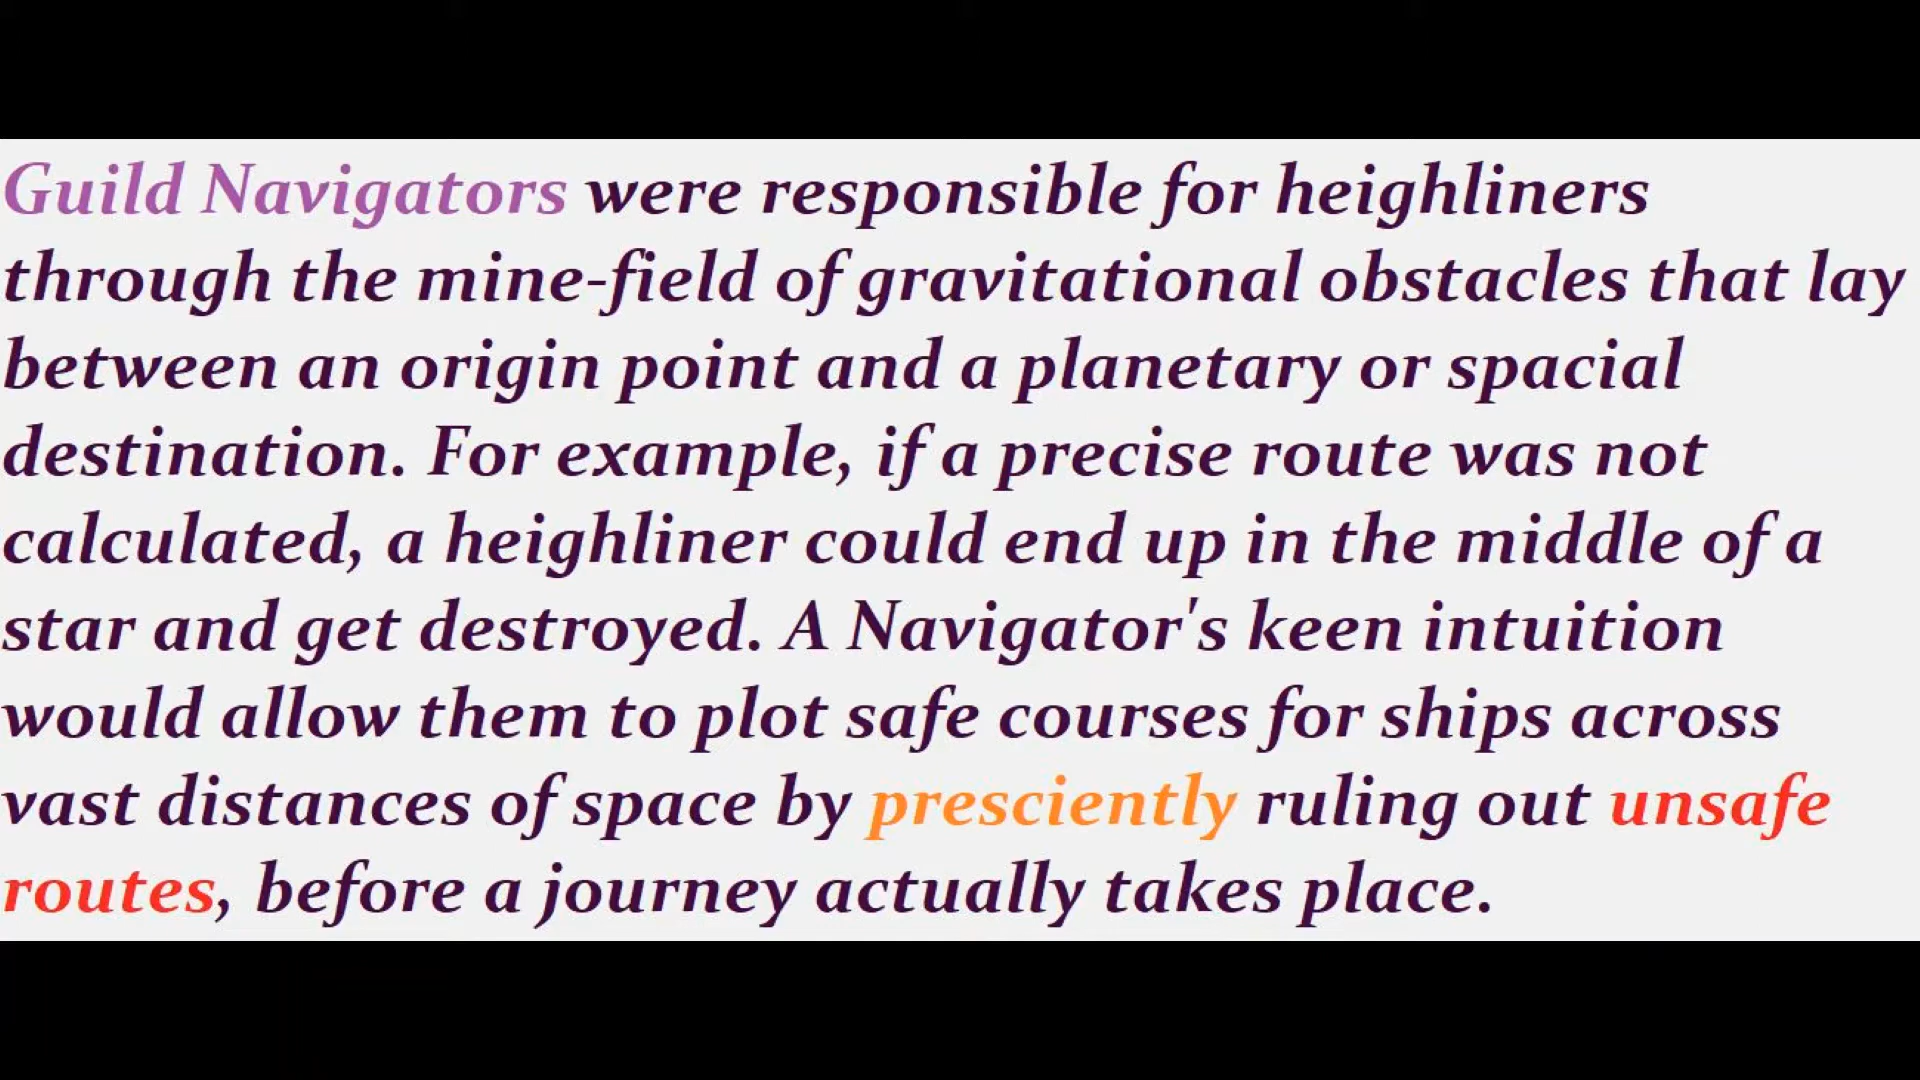 Guild Navigators were responsible for heighliners
through the mine-field of gravitational obstacles that lay
between an origin point and a planetary or spacial
destination. For example, if a precise route was not
calculated, a heighliner could end up in the middle of a
star and get destroyed. A Navigator's keen intuition
would allow them to plot safe courses for ships across
vast distances of space by presciently ruling out unsafe
routes, before a journey actually takes place.